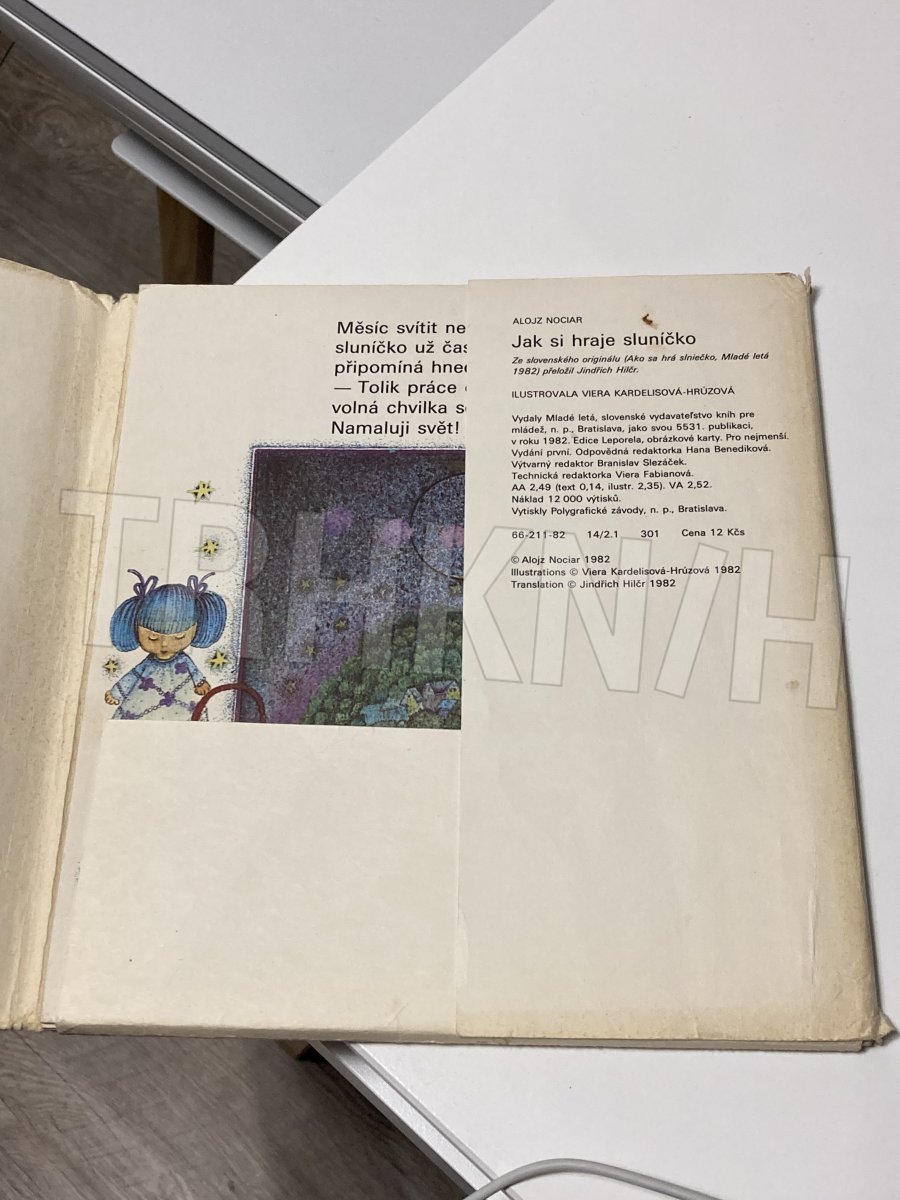 Měsíc svítit ne
sluníčko už čas
připomíná hned
— Tolik práce
volná chvilka se
Namaluji svět!
ALOJZ NOCIAR
Jak si hraje sluníčko
Ze slovenského originálu (Ako sa hrá slniečko, Mladé letá
1982) přeložil Jindřich Hilčr.
ILUSTROVALA VIERA KARDELISOVÁ-HRÚZOVÁ
Vydaly Mladé letá, slovenské vydavateľstvo kníh pre
mládež, n. p., Bratislava, jako svou 5531. publikaci,
v roku 1982. Edice Leporela, obrázkové karty. Pro nejmenší.
Vydání první. Odpovědná redaktorka Hana Benediková.
Výtvarný redaktor Branislav Slezáček.
Technická redaktorka Viera Fabianová.
AA 2,49 (text 0,14, ilustr. 2,35). VA 2,52.
Náklad 12 000 výtisků.
Vytiskly Polygrafické závody, n. p., Bratislava.
66-211-82 14/2.1 301 Cena 12 Kčs
© Alojz Nociar 1982
Illustrations © Viera Kardelisová-Hrúzová 1982
Translation © Jindřich Hilčr 1982
TRHKN/H